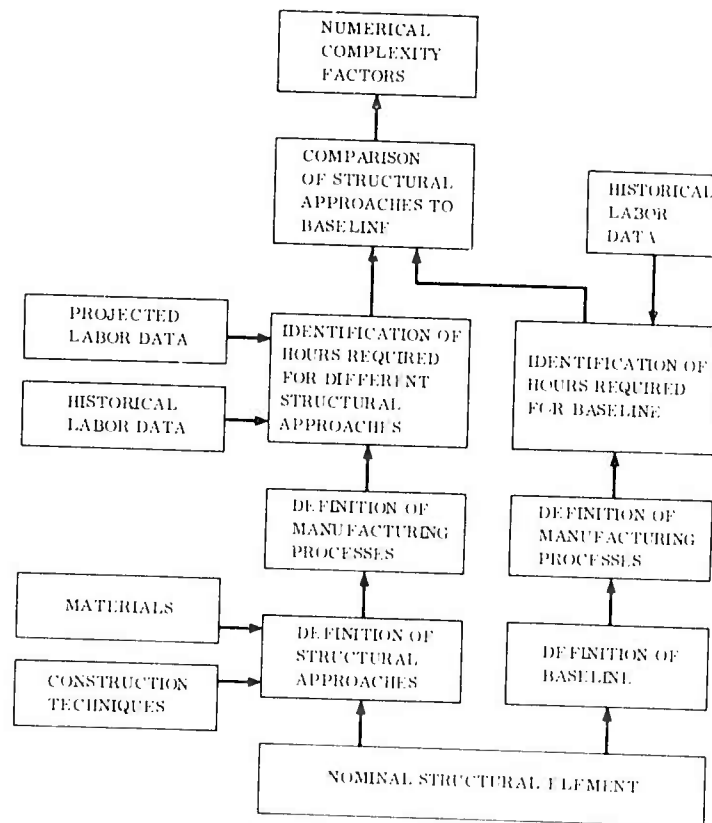 NUMERICAL
COMPLEXITY
FACTORS
COMPARISON
OF STRUCTURAL
APPROACHES TO
BASELINE
HISTORICAL
LABOR
DATA
PROJECTED
LABOR DATA
HISTORICAL
LABOR DATA
IDENTIFICATION OF
HOURS REQUIRED
FOR DIFFERENT
STRUCTURAL
APPROACHES
IDENTIFICATION OF
HOURS REQUIRED
FOR BASELINE
DEFINITION OF
MANUFACTURING
PROCESSES
DEFINITION OF
MANUFACTURING
PROCESSES
MATERIALS
CONSTRUCTION
TECHNIQUES
DEFINITION OF
STRUCTURAL
APPROACHES
DEFINITION OF
BASELINE
NOMINAL STRUCTURAL ELEMENT